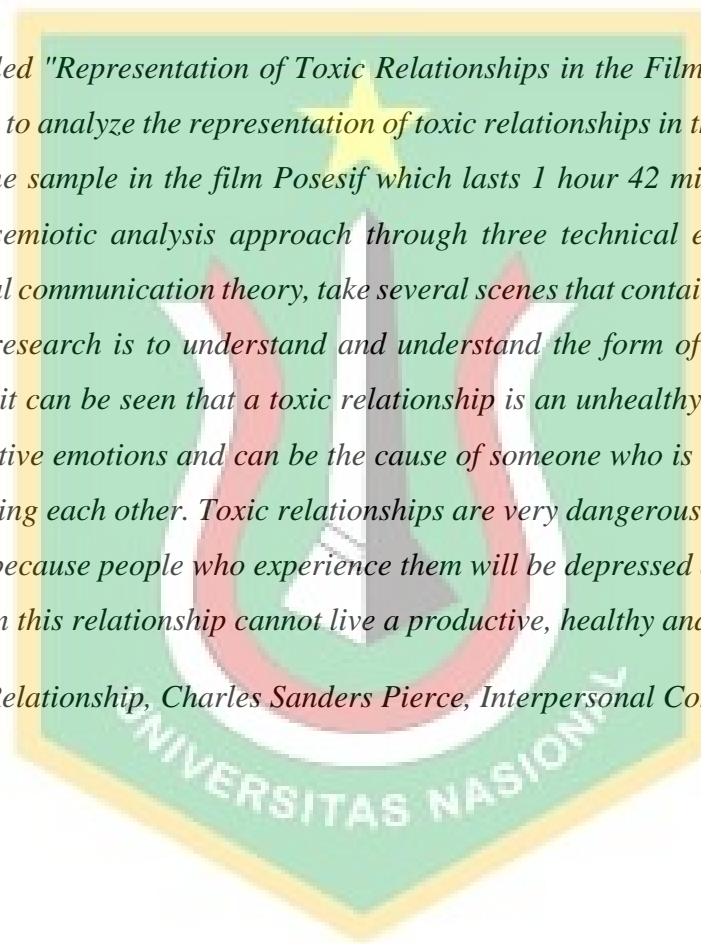 led "Representation of Toxic Relationships in the Film
to analyze the representation of toxic relationships in t
e sample in the film Posesif which lasts 1 hour 42 mi
semiotic analysis approach through three technical e
l communication theory, take several scenes that contai
research is to understand and understand the form of
it can be seen that a toxic relationship is an unhealthy
tive emotions and can be the cause of someone who is
ing each other. Toxic relationships are very dangerous
because people who experience them will be depressed
n this relationship cannot live a productive, healthy and
Relationship, Charles Sanders Pierce, Interpersonal Co
UNIVERSITAS NASIONAL